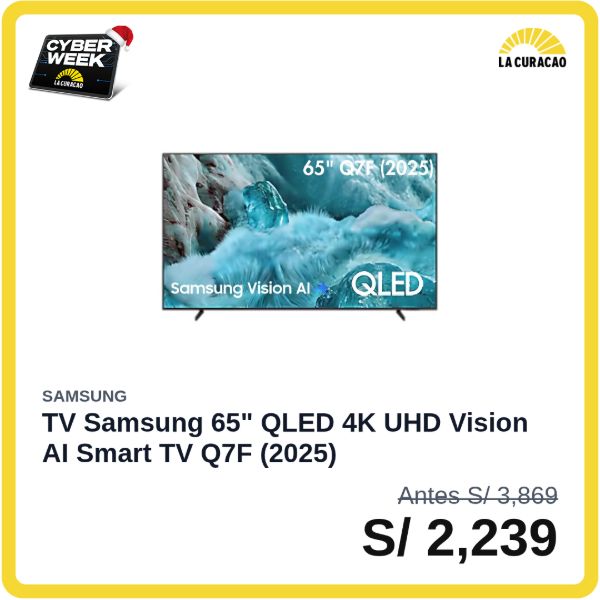 CYBER
WEEK
LA CURACAO
LA CURACAO
65" Q7F (2025)
Samsung Vision AI
QLED
SAMSUNG
TV Samsung 65" QLED 4K UHD Vision
AI Smart TV Q7F (2025)
Antes S/ 3,869
S/ 2,239